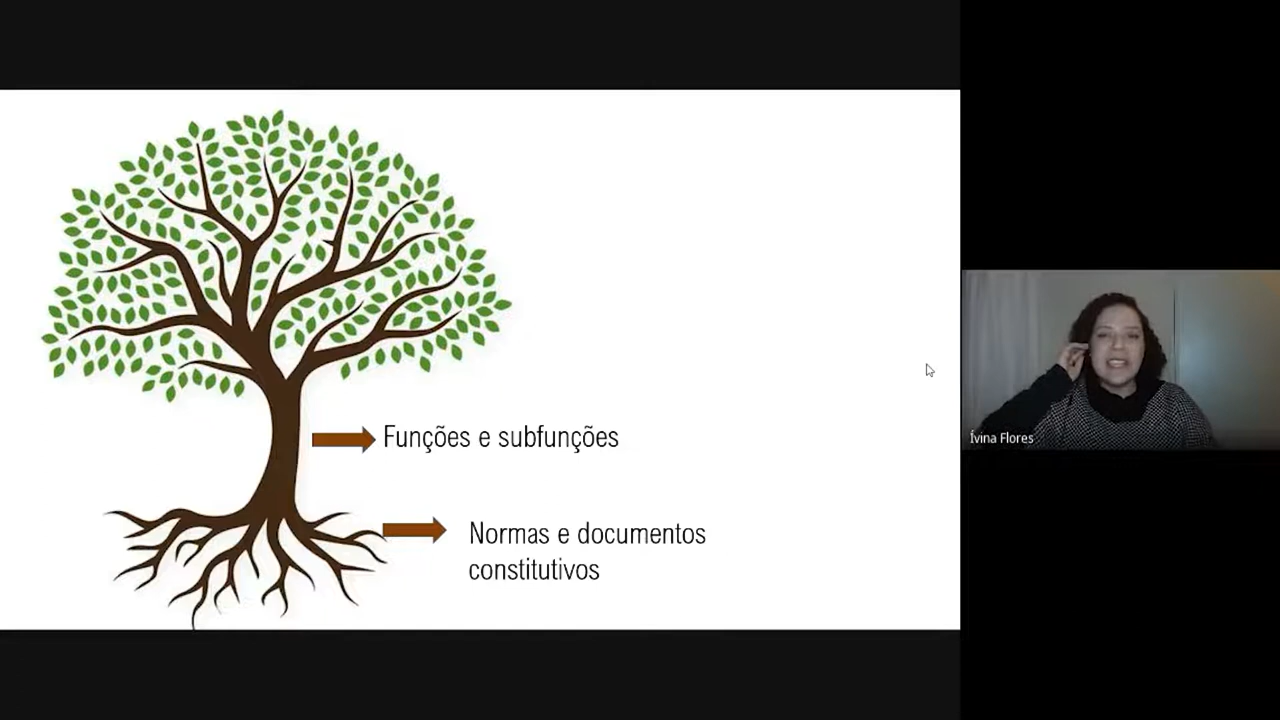 Funções e subfunções
Normas e documentos
constitutivos
Ívina Flores